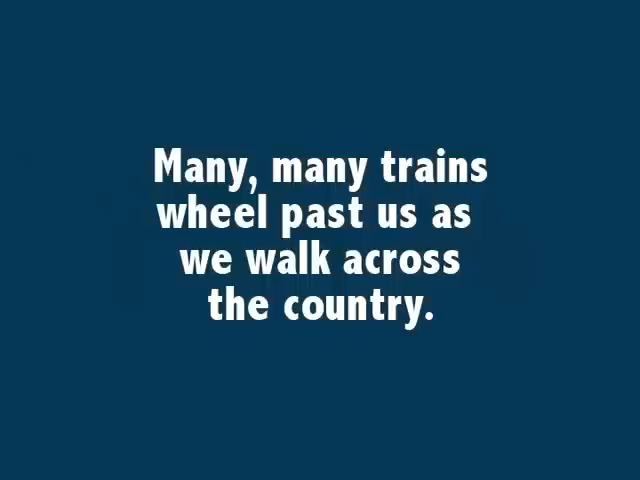 Many, many trains
wheel past us as
we walk across
the country.